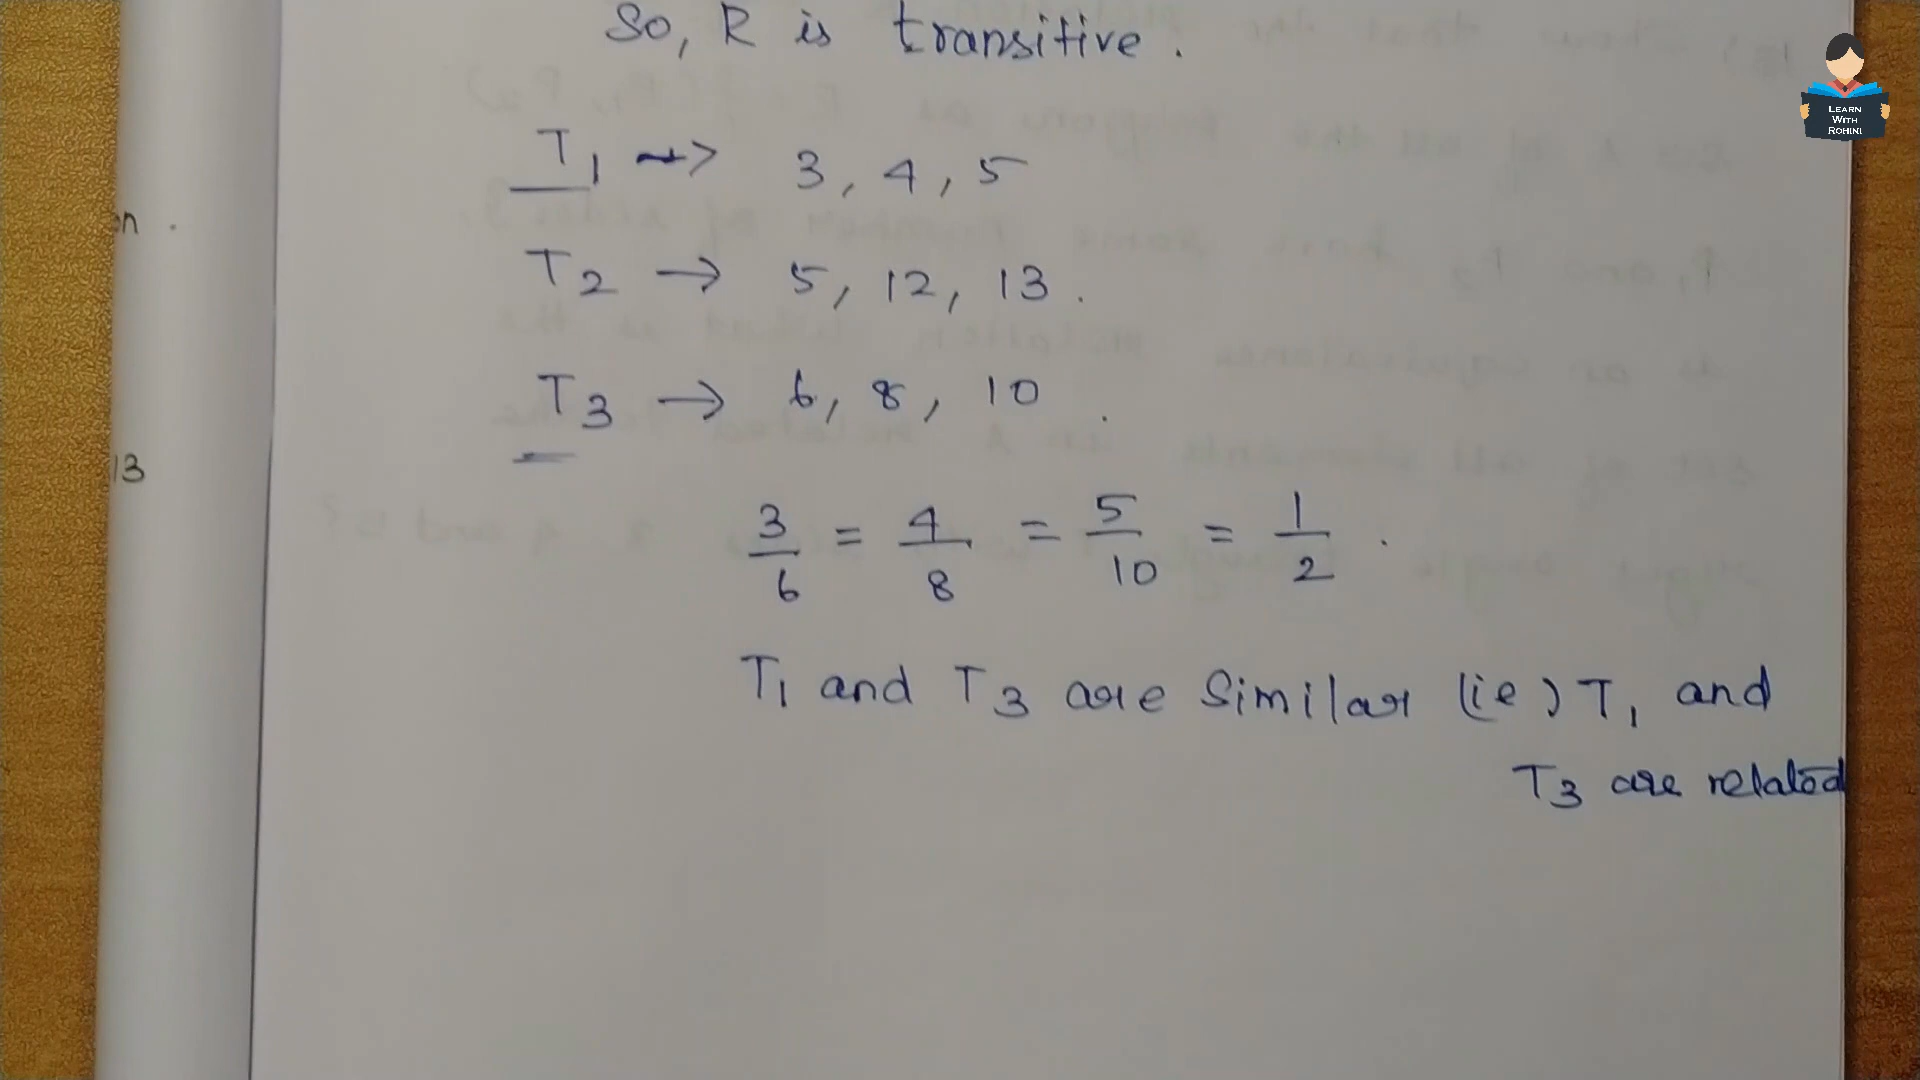 So, R is transitive.
T1 → 3, 4, 5
T2 → 5, 12, 13.
T3 → 6, 8, 10.
3/6 = 4/8 = 5/10 = 1/2.
T1 and T3 are similar (ie) T1 and
T3 are related
n.
13
LEARN
WITH
ROHINI